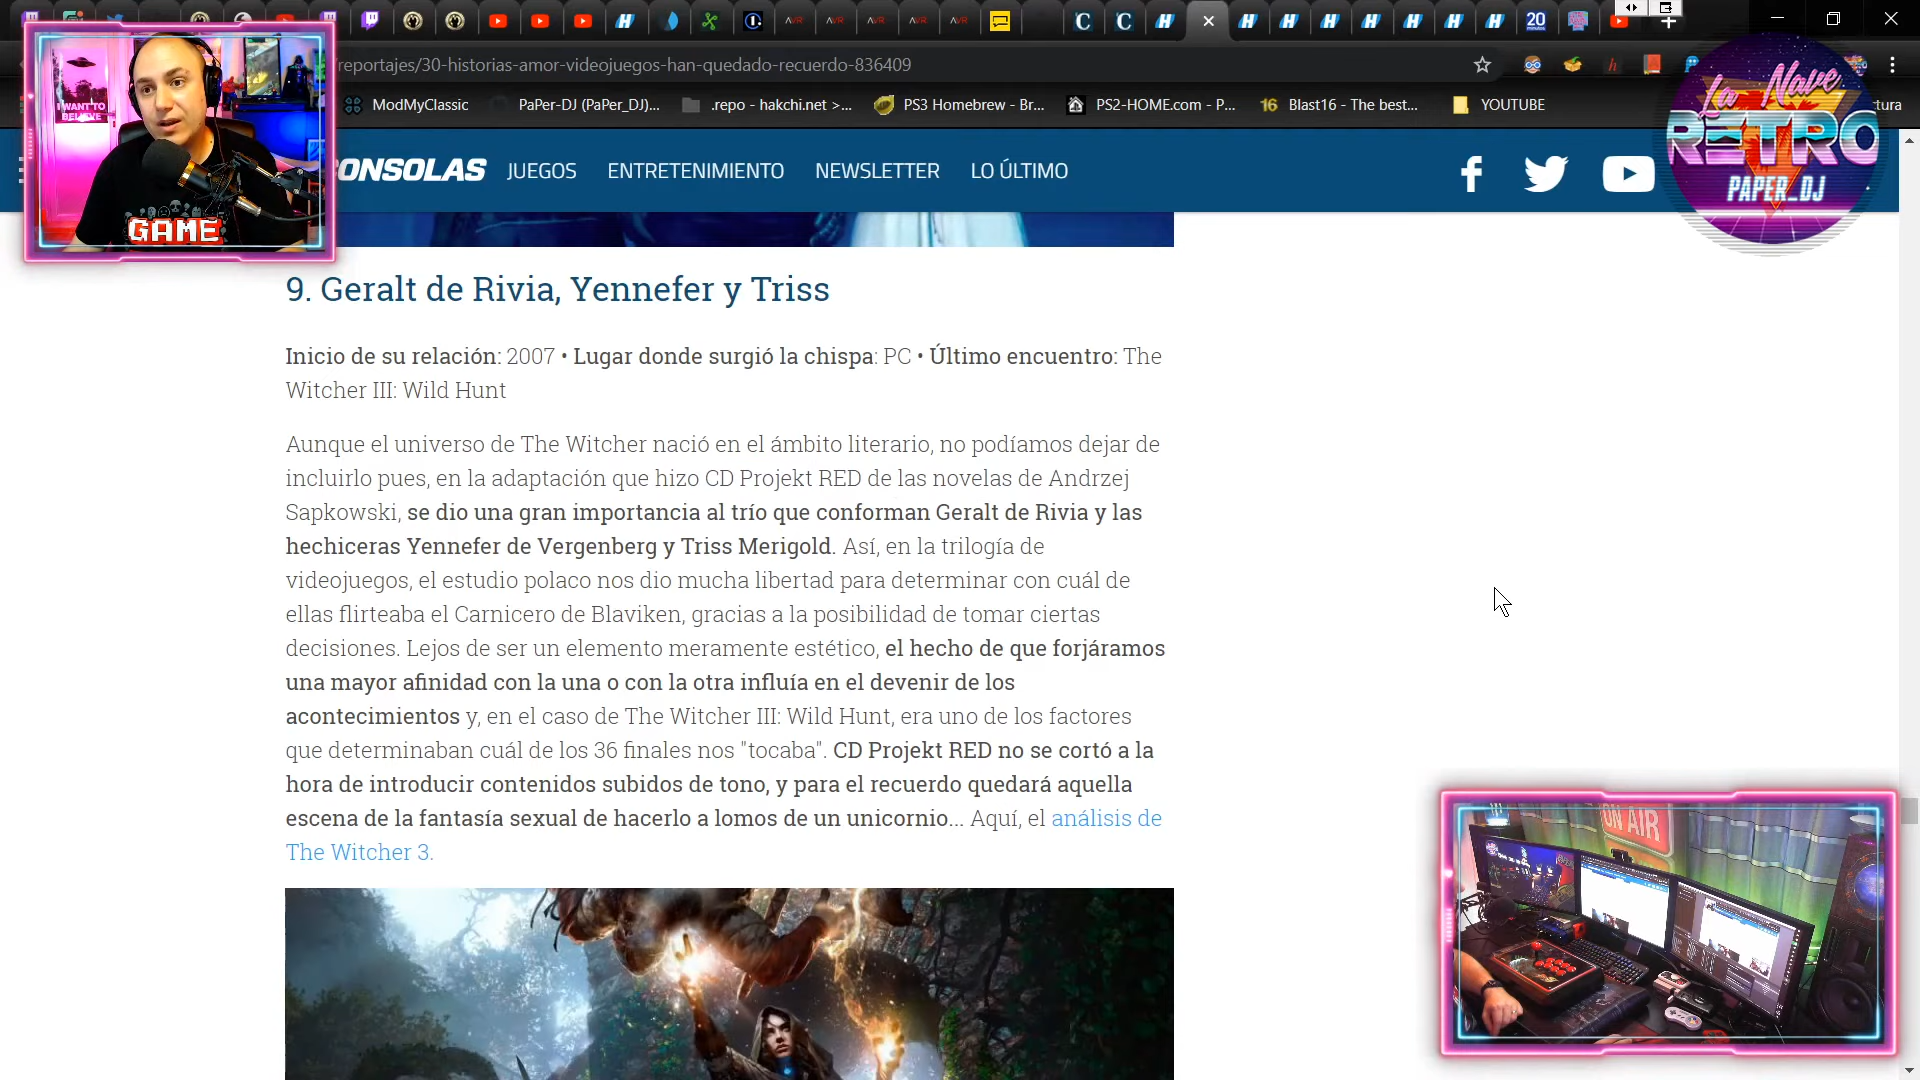 /reportajes/30-historias-amor-videojuegos-han-quedado-recuerdo-836409
20
ModMyClassic
PaPer-DJ (PaPer_DJ)...
.repo - hakchi.net >...
PS3 Homebrew - Br...
PS2-HOME.com - P...
16 Blast16 - The best...
YOUTUBE
ctura
I WANT TO BELIEVE
GAME
La Nave
RETRO
PAPER_DJ
ONSOLAS
JUEGOS
ENTRETENIMIENTO
NEWSLETTER
LO ÚLTIMO
9. Geralt de Rivia, Yennefer y Triss
Inicio de su relación: 2007 • Lugar donde surgió la chispa: PC • Último encuentro: The
Witcher III: Wild Hunt
Aunque el universo de The Witcher nació en el ámbito literario, no podíamos dejar de
incluirlo pues, en la adaptación que hizo CD Projekt RED de las novelas de Andrzej
Sapkowski, se dio una gran importancia al trío que conforman Geralt de Rivia y las
hechiceras Yennefer de Vergenberg y Triss Merigold. Así, en la trilogía de
videojuegos, el estudio polaco nos dio mucha libertad para determinar con cuál de
ellas flirteaba el Carnicero de Blaviken, gracias a la posibilidad de tomar ciertas
decisiones. Lejos de ser un elemento meramente estético, el hecho de que forjáramos
una mayor afinidad con la una o con la otra influía en el devenir de los
acontecimientos y, en el caso de The Witcher III: Wild Hunt, era uno de los factores
que determinaban cuál de los 36 finales nos "tocaba". CD Projekt RED no se cortó a la
hora de introducir contenidos subidos de tono, y para el recuerdo quedará aquella
escena de la fantasía sexual de hacerlo a lomos de un unicornio... Aquí, el análisis de
The Witcher 3.
ON AIR